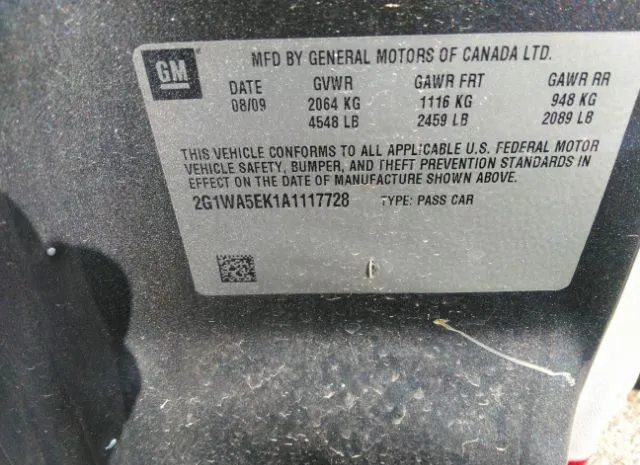 GM MFD BY GENERAL MOTORS OF CANADA LTD.
DATE GVWR GAWR FRT GAWR RR
08/09 2064 KG 1116 KG 948 KG
4548 LB 2459 LB 2089 LB
THIS VEHICLE CONFORMS TO ALL APPLICABLE U.S. FEDERAL MOTOR
VEHICLE SAFETY, BUMPER, AND THEFT PREVENTION STANDARDS IN
EFFECT ON THE DATE OF MANUFACTURE SHOWN ABOVE.
2G1WA5EK1A1117728 TYPE: PASS CAR